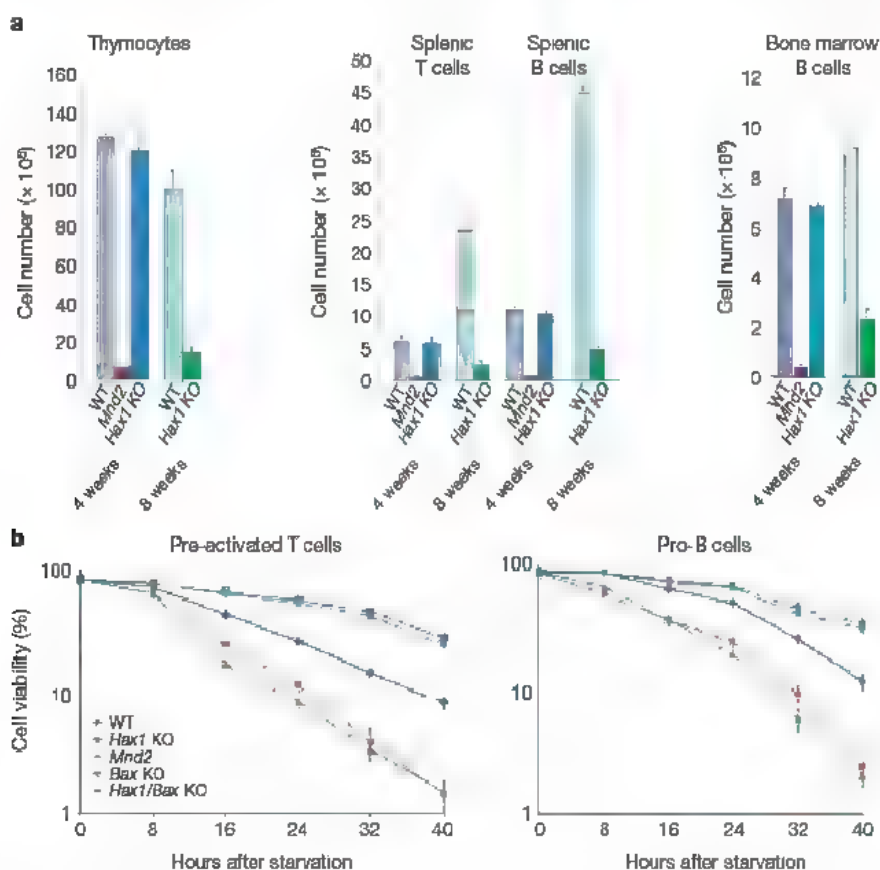 a
Thymocytes
Cell number (× 10⁶)
160
140
120
100
80
60
40
20
0
WT
Mnd2
Hax1 KO
WT
Hax1 KO
4 weeks
8 weeks
Splenic
T cells
Splenic
B cells
Cell number (× 10⁶)
50
45
40
35
30
25
20
15
10
5
0
WT
Mnd2
Hax1 KO
WT
Hax1 KO
WT
Mnd2
Hax1 KO
WT
Hax1 KO
4 weeks
8 weeks
4 weeks
8 weeks
Bone marrow
B cells
Cell number (× 10⁶)
12
10
8
6
4
2
0
WT
Mnd2
Hax1 KO
WT
Hax1 KO
4 weeks
8 weeks
b
Pre-activated T cells
Cell viability (%)
100
10
1
WT
Hax1 KO
Mnd2
Bax KO
Hax1/Bax KO
0 8 16 24 32 40
Hours after starvation
Pro-B cells
100
10
1
0 8 16 24 32 40
Hours after starvation